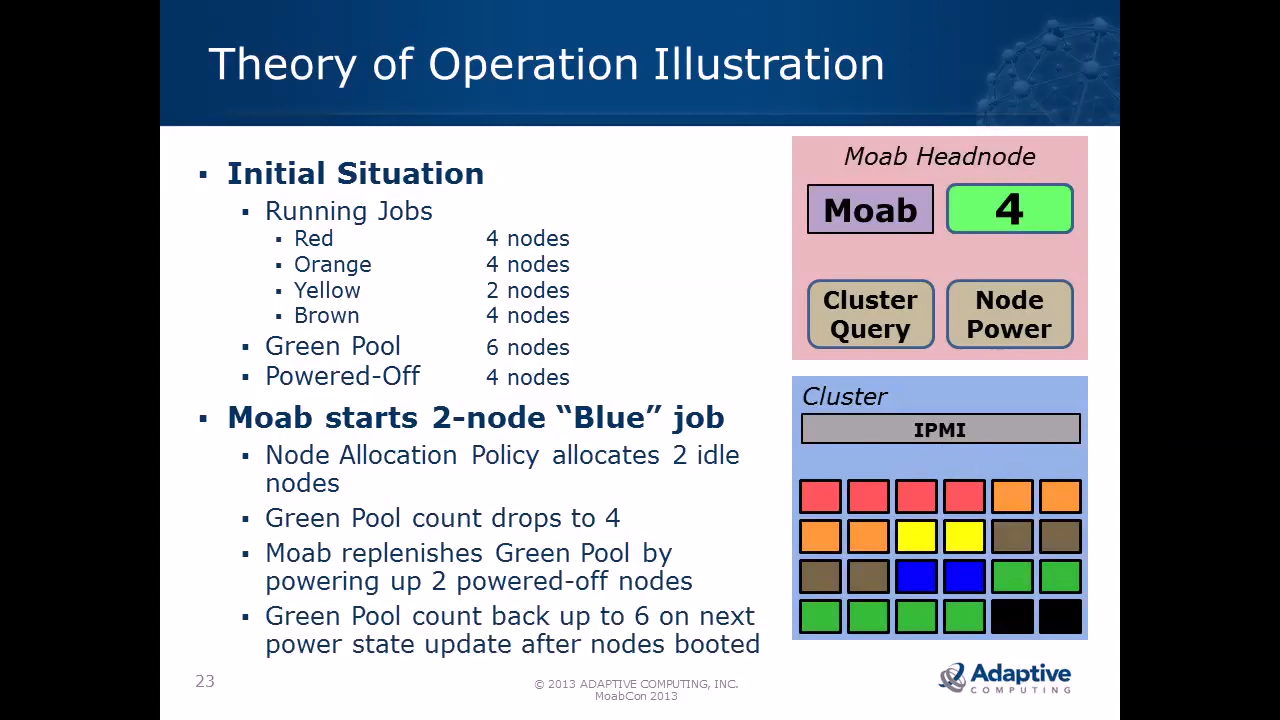 Theory of Operation Illustration
▪ Initial Situation
▪ Running Jobs
▪ Red 4 nodes
▪ Orange 4 nodes
▪ Yellow 2 nodes
▪ Brown 4 nodes
▪ Green Pool 6 nodes
▪ Powered-Off 4 nodes
▪ Moab starts 2-node “Blue” job
▪ Node Allocation Policy allocates 2 idle
nodes
▪ Green Pool count drops to 4
▪ Moab replenishes Green Pool by
powering up 2 powered-off nodes
▪ Green Pool count back up to 6 on next
power state update after nodes booted
Moab Headnode
Moab 4
Cluster Node
Query Power
Cluster
IPMI
23
© 2013 ADAPTIVE COMPUTING, INC.
MoabCon 2013
Adaptive
COMPUTING